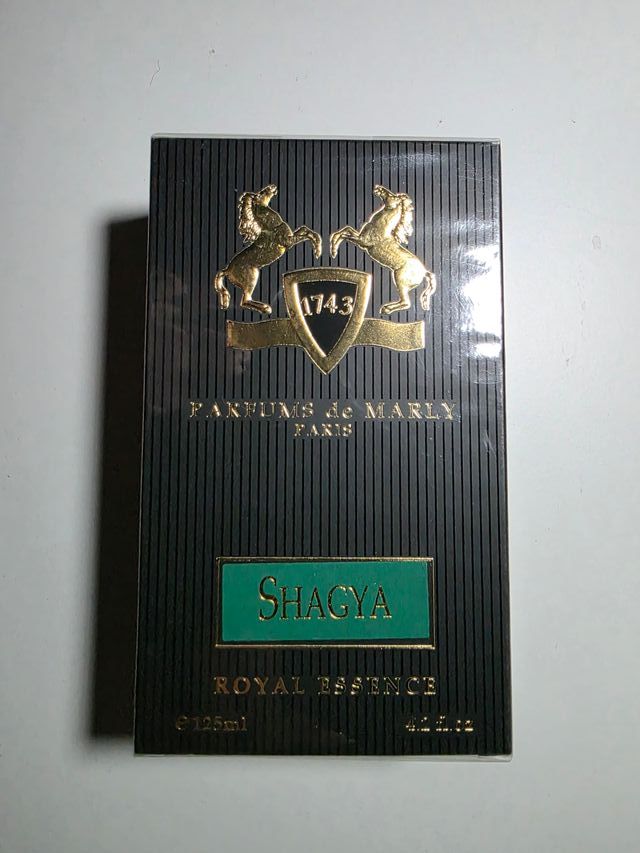 1743
PARFUMS de MARLY
PARIS
SHAGYA
ROYAL ESSENCE
℮125ml 4.2 fl.oz